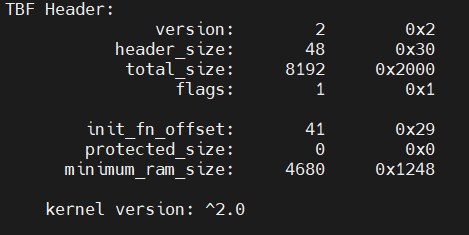 TBF Header:
version: 2 0x2
header_size: 48 0x30
total_size: 8192 0x2000
flags: 1 0x1
init_fn_offset: 41 0x29
protected_size: 0 0x0
minimum_ram_size: 4680 0x1248
kernel version: ^2.0